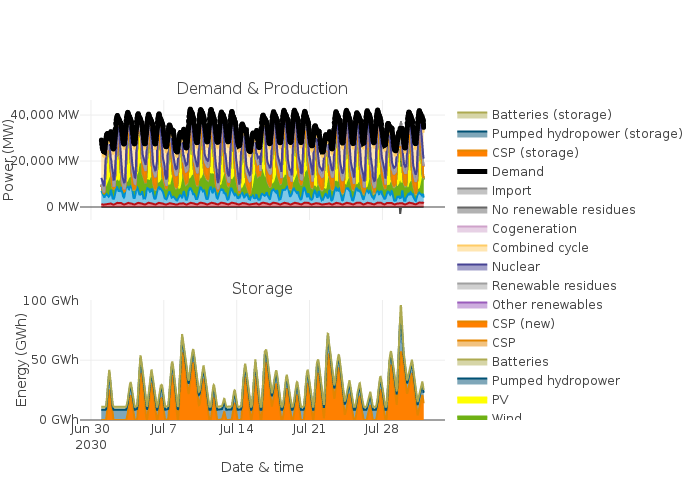 Demand & Production
40,000 MW
20,000 MW
0 MW
Power (MW)
Storage
100 GWh
50 GWh
0 GWh
Energy (GWh)
Jun 30
2030
Jul 7
Jul 14
Jul 21
Jul 28
Date & time
Batteries (storage)
Pumped hydropower (storage)
CSP (storage)
Demand
Import
No renewable residues
Cogeneration
Combined cycle
Nuclear
Renewable residues
Other renewables
CSP (new)
CSP
Batteries
Pumped hydropower
PV
Wind